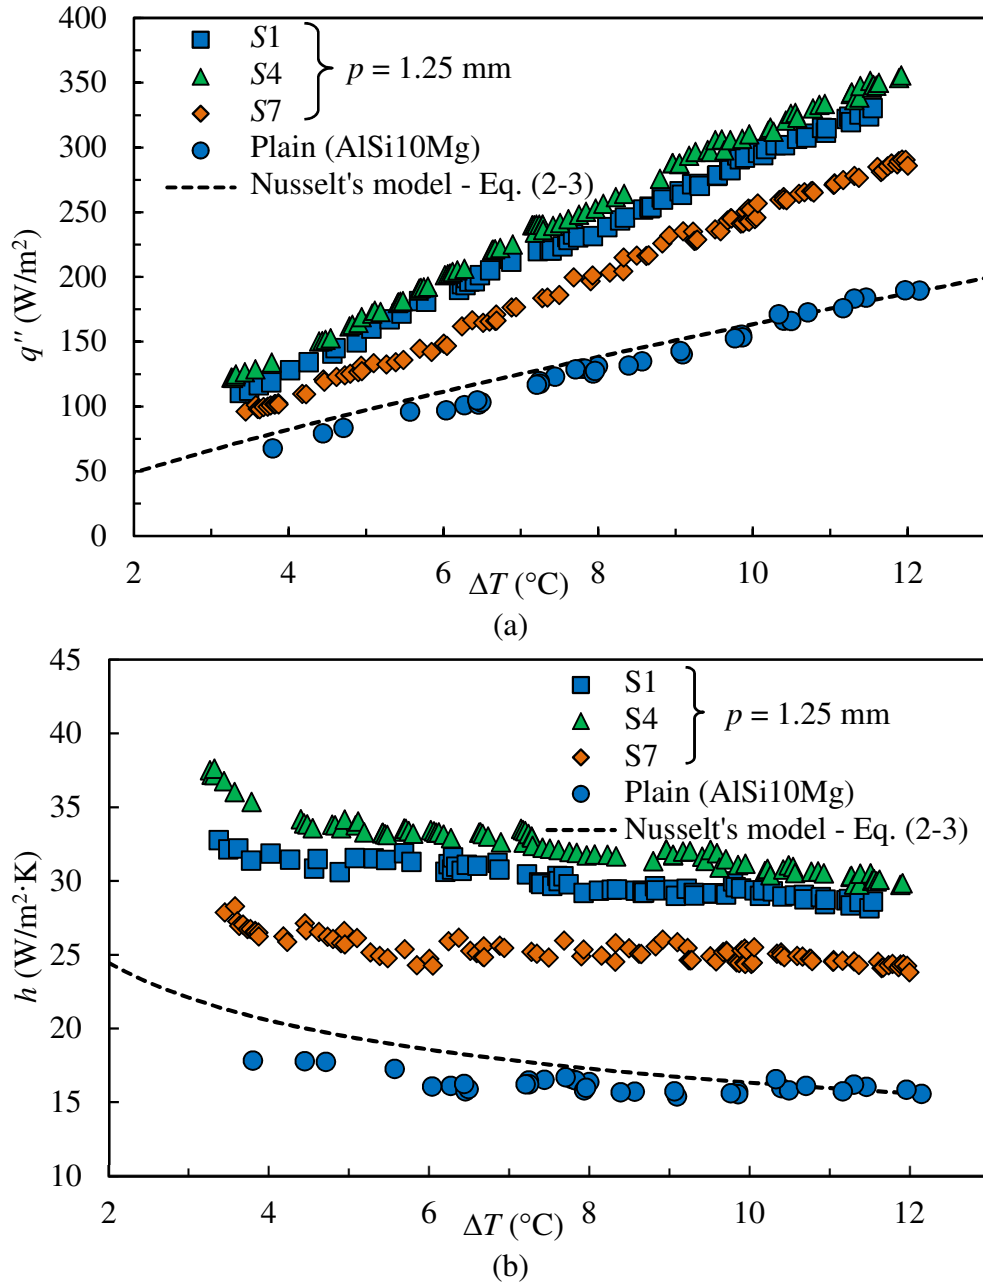 400
350
300
250
200
150
100
50
0
q" (W/m²)
S1
S4
S7
p = 1.25 mm
Plain (AlSi10Mg)
Nusselt's model - Eq. (2-3)
2 4 6 8 10 12
ΔT (°C)
(a)
45
40
35
30
25
20
15
10
h (W/m²·K)
S1
S4
S7
p = 1.25 mm
Plain (AlSi10Mg)
Nusselt's model - Eq. (2-3)
2 4 6 8 10 12
ΔT (°C)
(b)